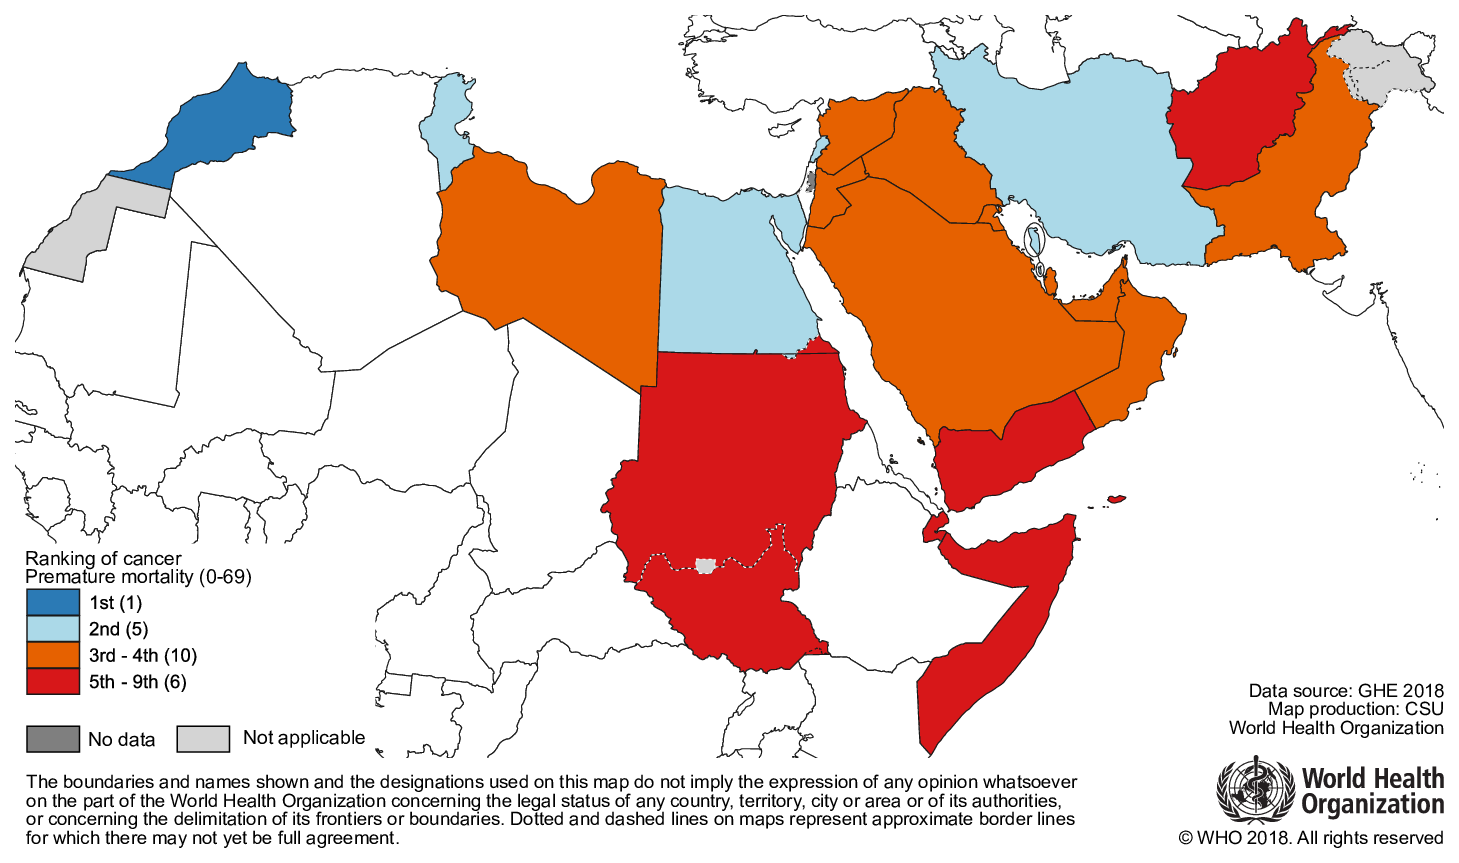 Ranking of cancer
Premature mortality (0-69)
1st (1)
2nd (5)
3rd - 4th (10)
5th - 9th (6)
No data
Not applicable
Data source: GHE 2018
Map production: CSU
World Health Organization
The boundaries and names shown and the designations used on this map do not imply the expression of any opinion whatsoever
on the part of the World Health Organization concerning the legal status of any country, territory, city or area or of its authorities,
or concerning the delimitation of its frontiers or boundaries. Dotted and dashed lines on maps represent approximate border lines
for which there may not yet be full agreement.
World Health
Organization
© WHO 2018. All rights reserved